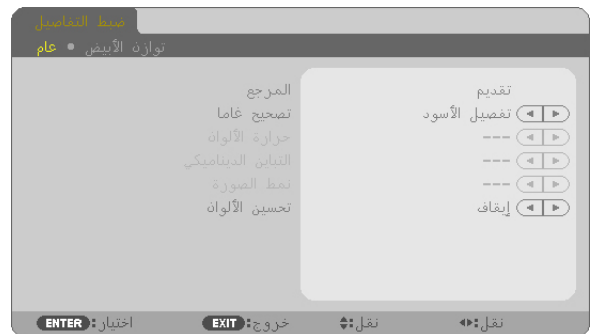 ضبط التفاصيل
عام ● توازن الأبيض
المرجع تقديم
تصحيح غاما تفصيل الأسود
حرارة الألوان ---
التباين الديناميكي ---
نمط الصورة ---
تحسين الألوان إيقاف
ENTER :اختيار EXIT :خروج نقل: نقل: